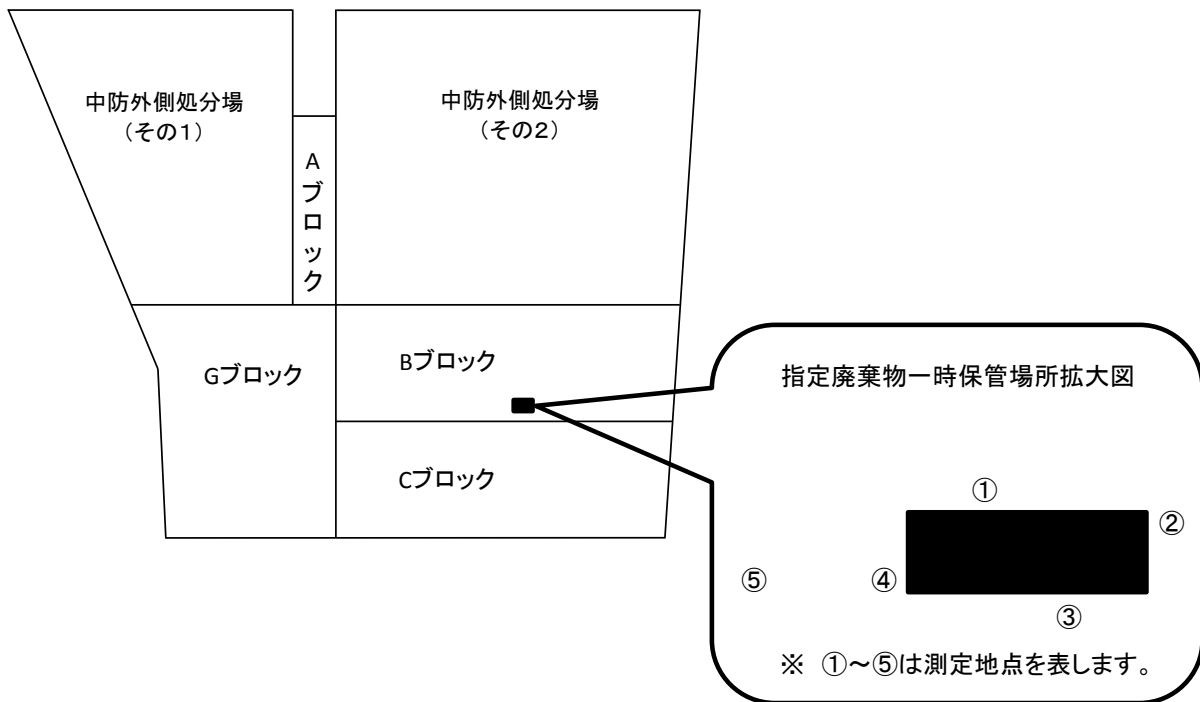 中防外側処分場
（その１）
中防外側処分場
（その２）
Aブロック
Gブロック
Bブロック
Cブロック
指定廃棄物一時保管場所拡大図
①
②
⑤
④
③
※　①～⑤は測定地点を表します。